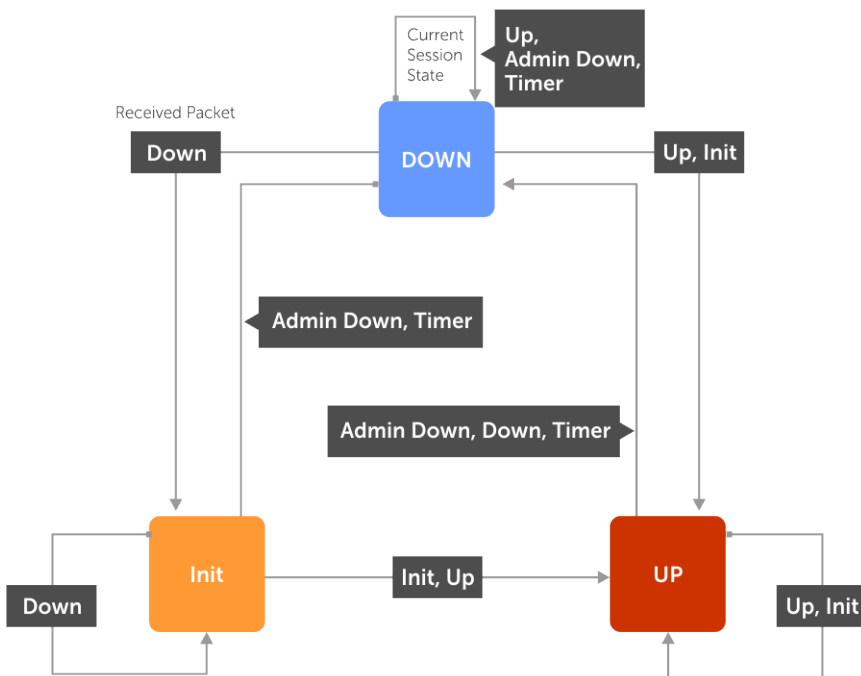 Current
Session
State
Up,
Admin Down,
Timer
Received Packet
Down
DOWN
Up, Init
Admin Down, Timer
Admin Down, Down, Timer
Init
Init, Up
UP
Down
Up, Init